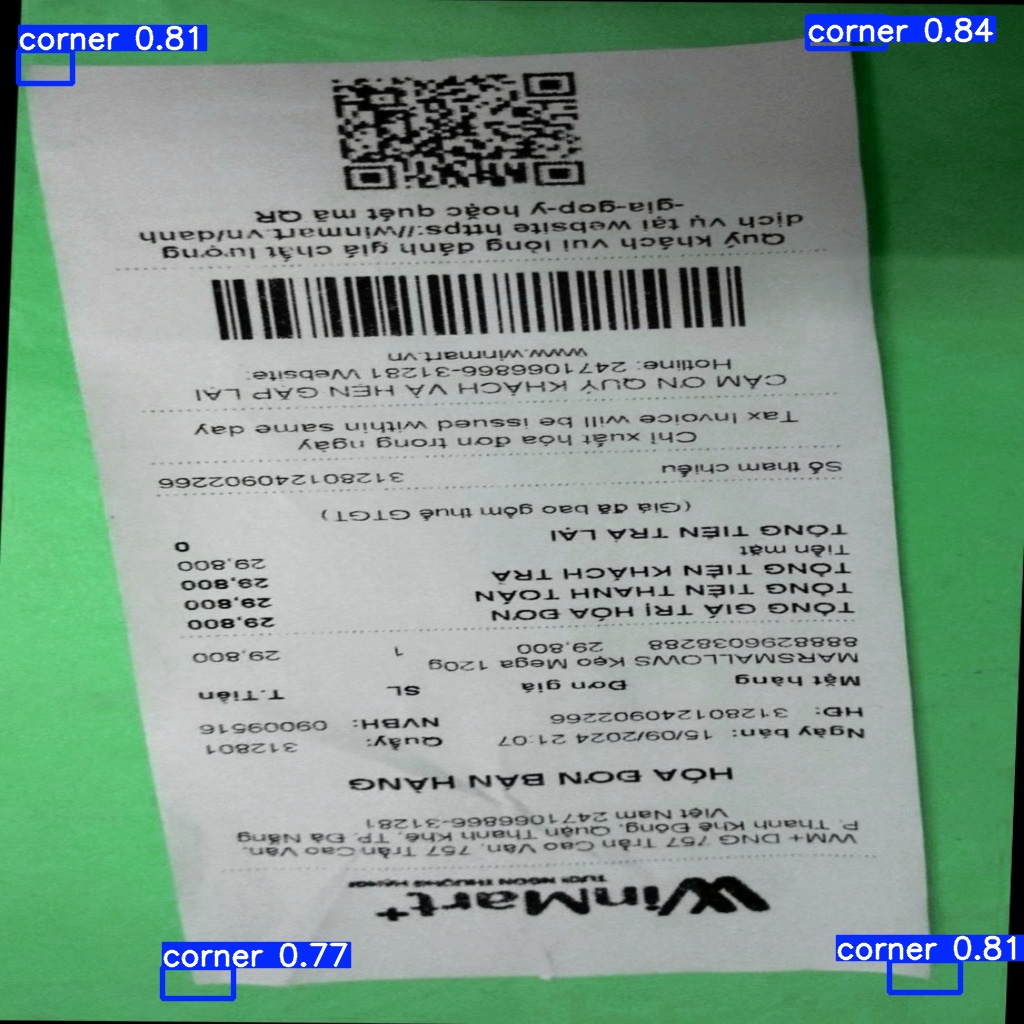 corner 0.81
corner 0.84
WinMart+
TƯƠI NGON THƯỢNG HẠNG
WM+ DNG 757 Trần Cao Vân, 757 Trần Cao Vân,
P. Thanh Khê Đông, Quận Thanh Khê, TP. Đà Nẵng
Việt Nam 2471066866-31281
HÓA ĐƠN BÁN HÀNG
Ngày bán: 15/09/2024 21:07 Quầy: 312801
HĐ: 312801240902266 NVBH: 09009516
Mặt hàng Đơn giá SL T.Tiền
MARSMALLOWS Kẹo Mega 120g
8888296038288 29,800 1 29,800
TỔNG GIÁ TRỊ HÓA ĐƠN 29,800
TỔNG TIỀN THANH TOÁN 29,800
TỔNG TIỀN KHÁCH TRẢ 29,800
Tiền mặt 29,800
TỔNG TIỀN TRẢ LẠI 0
(Giá đã bao gồm thuế GTGT)
Số tham chiếu 312801240902266
Chỉ xuất hóa đơn trong ngày
Tax Invoice will be issued within same day
CẢM ƠN QUÝ KHÁCH VÀ HẸN GẶP LẠI
Hotline: 2471066866-31281 Website:
www.winmart.vn
Quý khách vui lòng đánh giá chất lượng
dịch vụ tại website https://winmart.vn/danh
-gia-gop-y hoặc quét mã QR
corner 0.77
corner 0.81